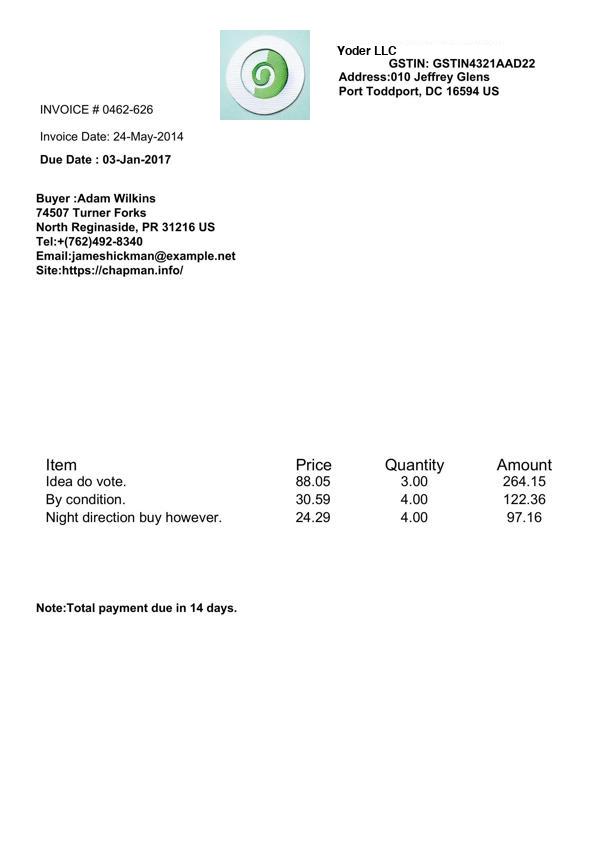 Yoder LLC
GSTIN: GSTIN4321AAD22
Address:010 Jeffrey Glens
Port Toddport, DC 16594 US
INVOICE # 0462-626
Invoice Date: 24-May-2014
Due Date : 03-Jan-2017
Buyer :Adam Wilkins
74507 Turner Forks
North Reginaside, PR 31216 US
Tel:+(762)492-8340
Email:jameshickman@example.net
Site:https://chapman.info/
Item Price Quantity Amount
Idea do vote. 88.05 3.00 264.15
By condition. 30.59 4.00 122.36
Night direction buy however. 24.29 4.00 97.16
Note:Total payment due in 14 days.